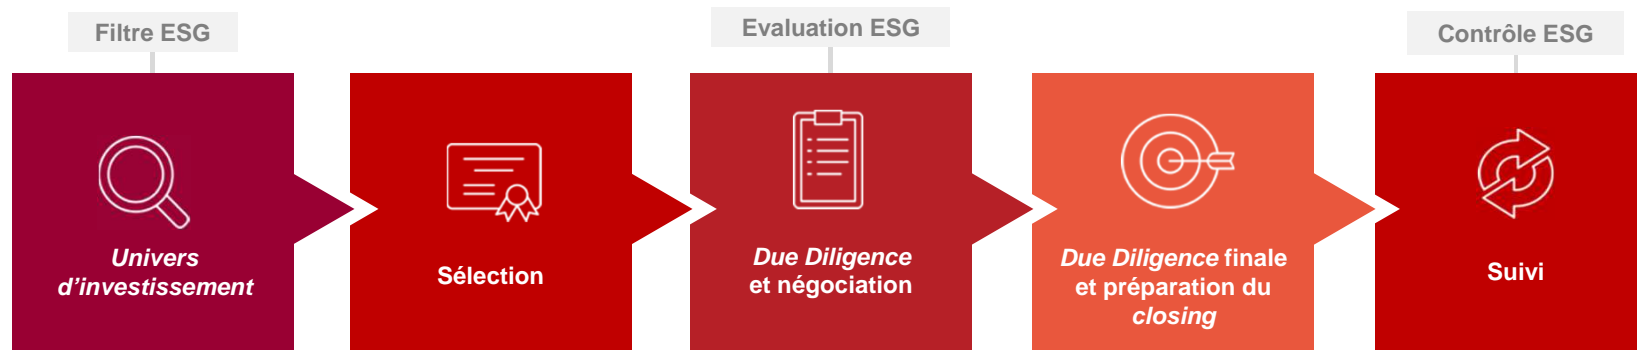 Filtre ESG
Evaluation ESG
Contrôle ESG
Univers
d’investissement
Sélection
Due Diligence
et négociation
Due Diligence finale
et préparation du
closing
Suivi